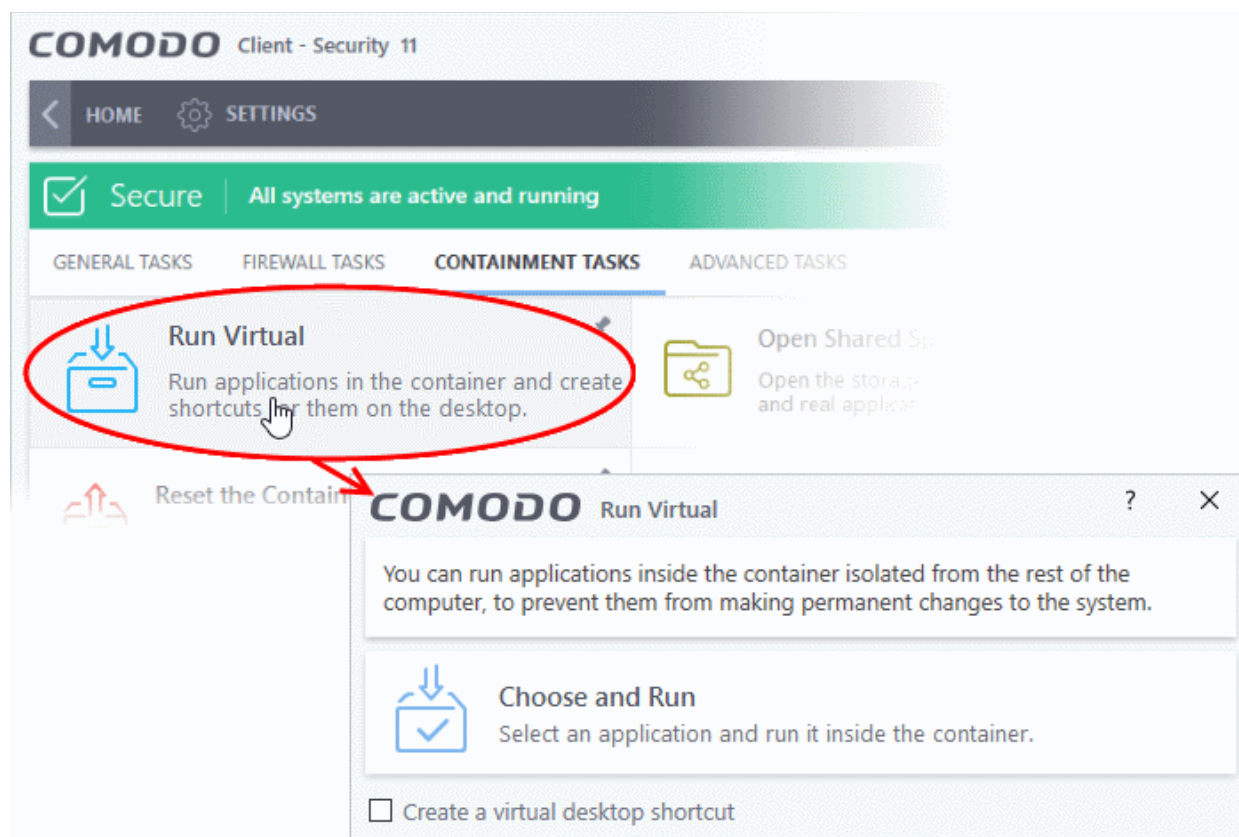 COMODO Client - Security 11
HOME SETTINGS
Secure All systems are active and running
GENERAL TASKS FIREWALL TASKS CONTAINMENT TASKS ADVANCED TASKS
Run Virtual
Run applications in the container and create
shortcuts for them on the desktop.
Open Shared
Open the
and real
Reset the
COMODO Run Virtual ? ×
You can run applications inside the container isolated from the rest of the
computer, to prevent them from making permanent changes to the system.
Choose and Run
Select an application and run it inside the container.
Create a virtual desktop shortcut